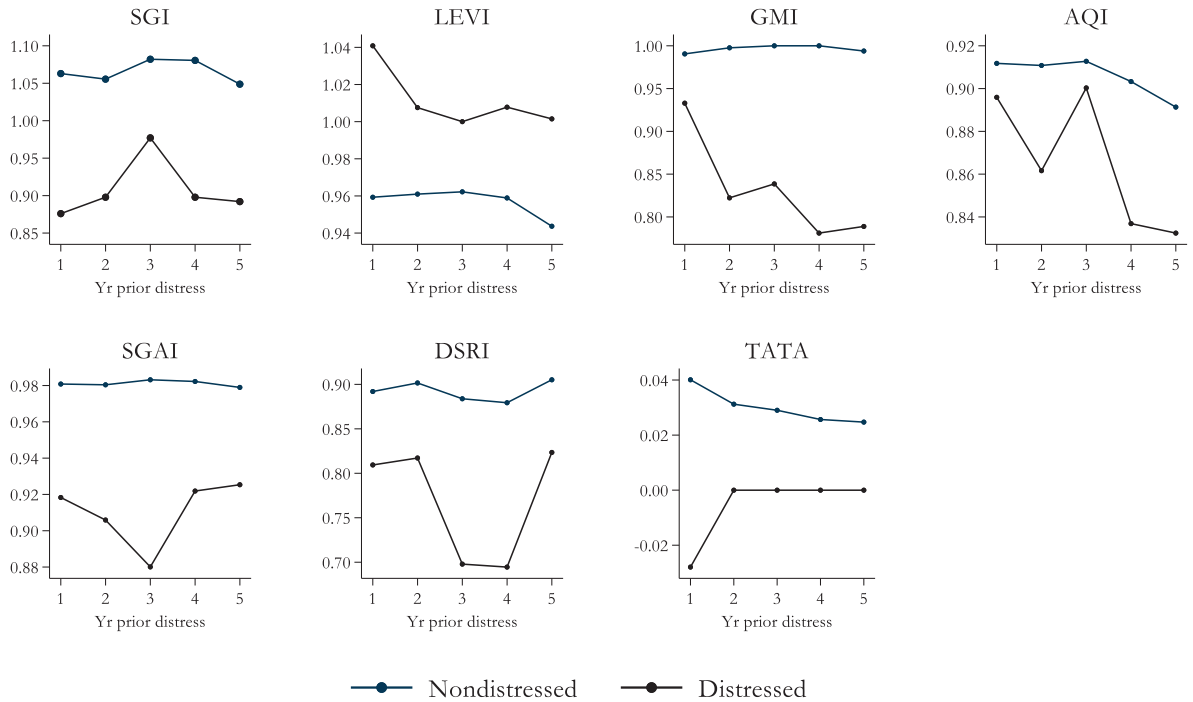 SGI
1.10
1.05
1.00
0.95
0.90
0.85
1 2 3 4 5
Yr prior distress
LEVI
1.04
1.02
1.00
0.98
0.96
0.94
1 2 3 4 5
Yr prior distress
GMI
1.00
0.95
0.90
0.85
0.80
1 2 3 4 5
Yr prior distress
AQI
0.92
0.90
0.88
0.86
0.84
1 2 3 4 5
Yr prior distress
SGAI
0.98
0.96
0.94
0.92
0.90
0.88
1 2 3 4 5
Yr prior distress
DSRI
0.90
0.85
0.80
0.75
0.70
1 2 3 4 5
Yr prior distress
TATA
0.04
0.02
0.00
-0.02
1 2 3 4 5
Yr prior distress
Nondistressed Distressed